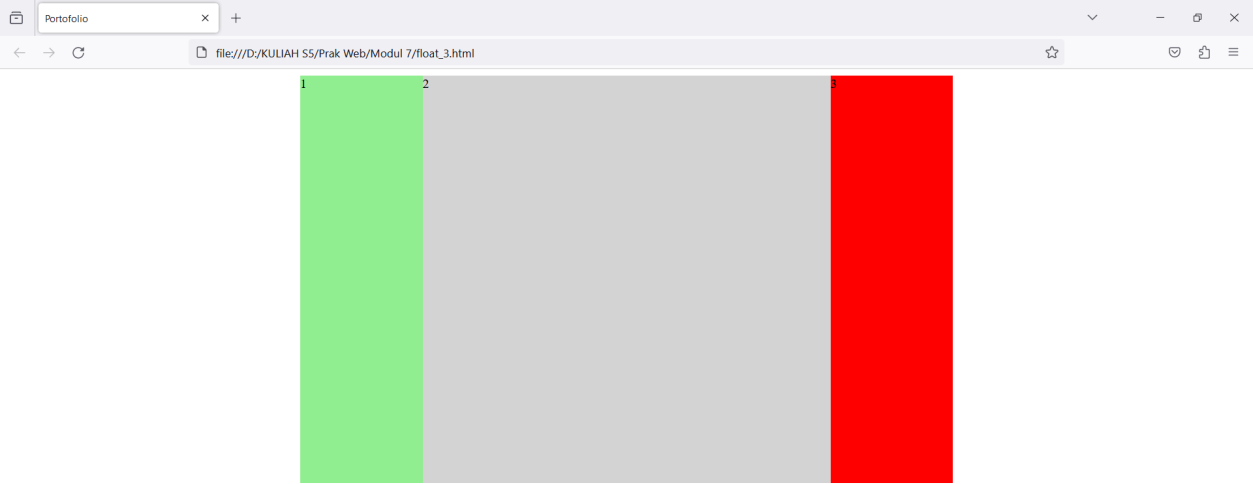 Portofolio
file:///D:/KULIAH S5/Prak Web/Modul 7/float_3.html
1 2 3